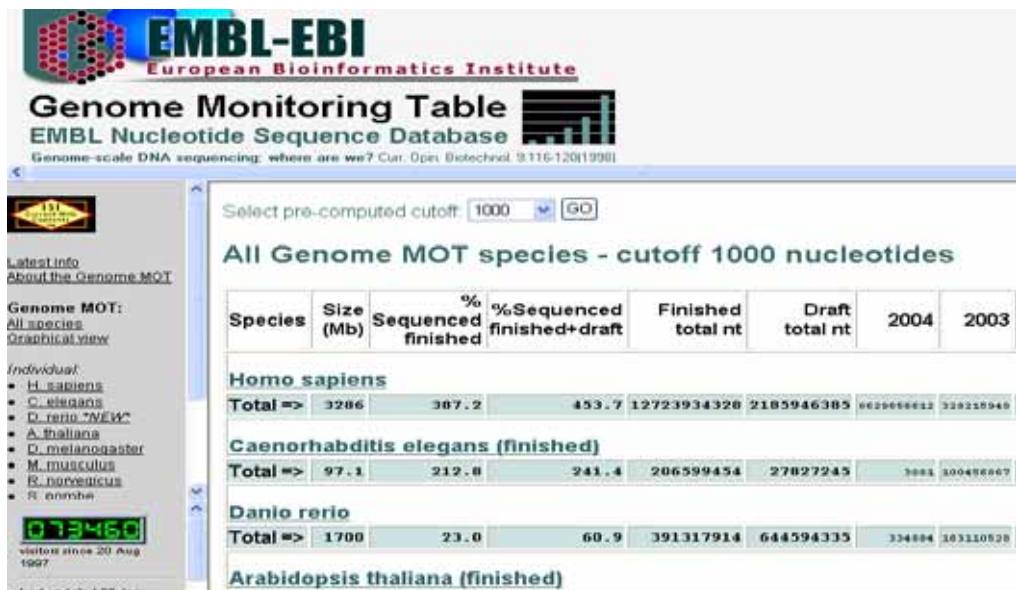 EMBL-EBI
European Bioinformatics Institute
Genome Monitoring Table
EMBL Nucleotide Sequence Database
Genome-scale DNA sequencing: where are we? Curr. Opin. Biotechnol. 9:116-120(1998)
Latest info
About the Genome MOT
Genome MOT:
All species
Graphical view
Individual:
H. sapiens
C. elegans
D. rerio *NEW*
A. thaliana
D. melanogaster
M. musculus
R. norvegicus
S. pombe
073460
visitors since 20 Aug
1997
Select pre-computed cutoff: 1000 GO
All Genome MOT species - cutoff 1000 nucleotides
Species Size (Mb) % Sequenced finished %Sequenced finished+draft Finished total nt Draft total nt 2004 2003
Homo sapiens
Total => 3286 387.2 453.7 12723934328 2185946385
Caenorhabditis elegans (finished)
Total => 97.1 212.8 241.4 206599454 27827245
Danio rerio
Total => 1700 23.0 60.9 391317914 644594335
Arabidopsis thaliana (finished)